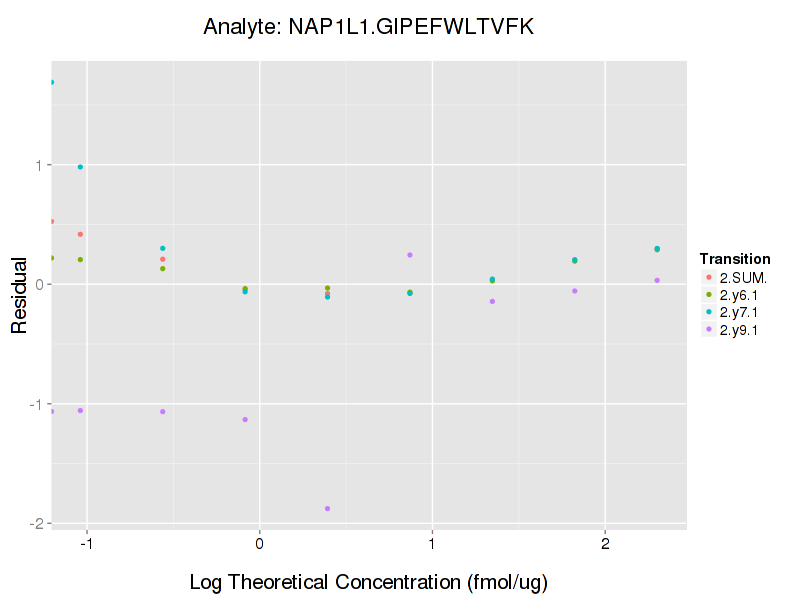 Analyte: NAP1L1.GIPEFWLTVFK
Residual
1
0
-1
-2
-1
0
1
2
Log Theoretical Concentration (fmol/ug)
Transition
2.SUM.
2.y6.1
2.y7.1
2.y9.1